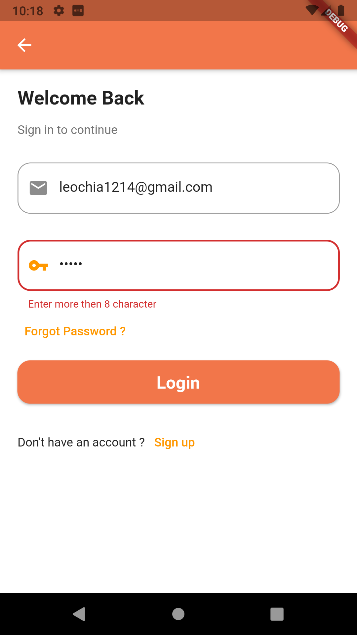 10:18
DEBUG
Welcome Back
Sign in to continue
leochia1214@gmail.com
•••••
Enter more then 8 character
Forgot Password ?
Login
Don't have an account ? Sign up